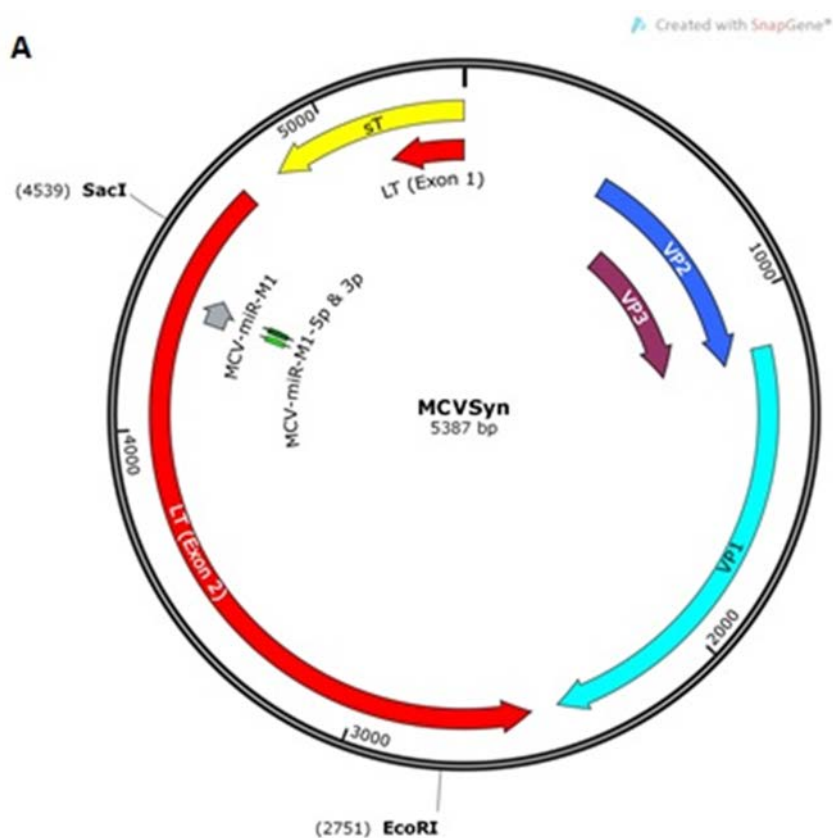 Created with SnapGene®
A
5000
sT
LT (Exon 1)
(4539) SacI
VP2
1000
VP3
MCV-miR-M1
MCV-miR-M1-5p & 3p
MCVSyn
5387 bp
4000
LT (Exon 2)
VP1
2000
3000
(2751) EcoRI